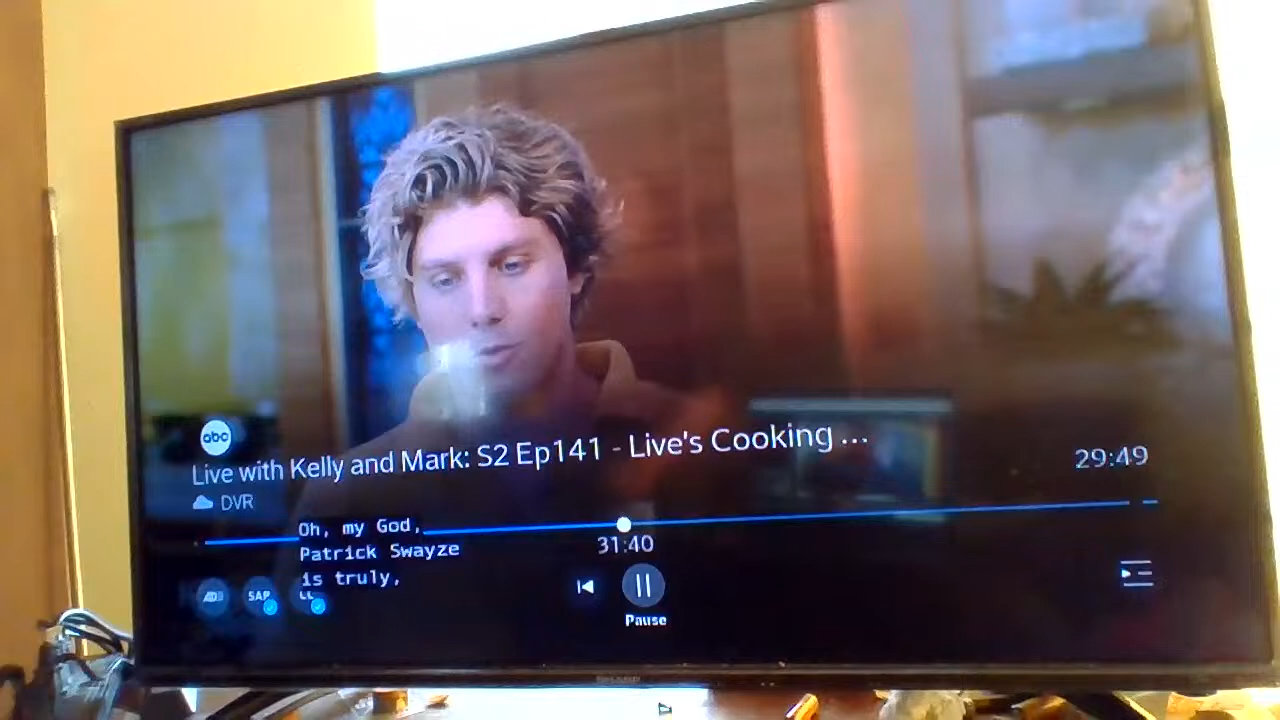 abc
Live with Kelly and Mark: S2 Ep141 - Live's Cooking ...
29:49
DVR
Oh, my God,
Patrick Swayze
is truly,
31:40
SAP
Pause
SHARP